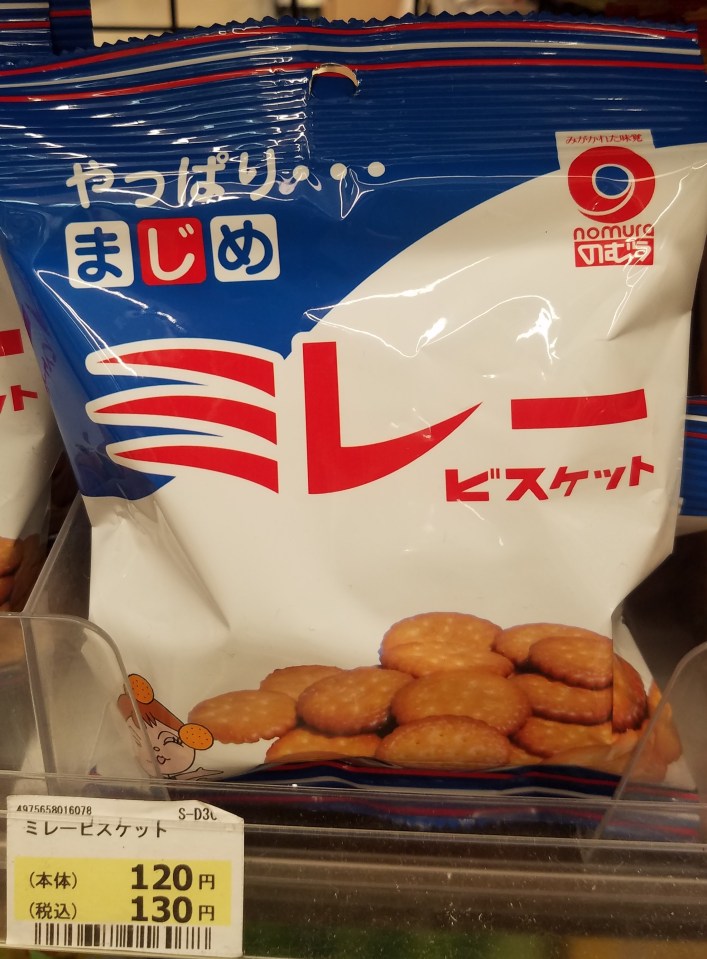 やっぱり・・・
まじめ
みがかれた味覚
nomura
のむら
ミレー
ビスケット
4975658016078
ミレービスケット
(本体) 120円
(税込) 130円